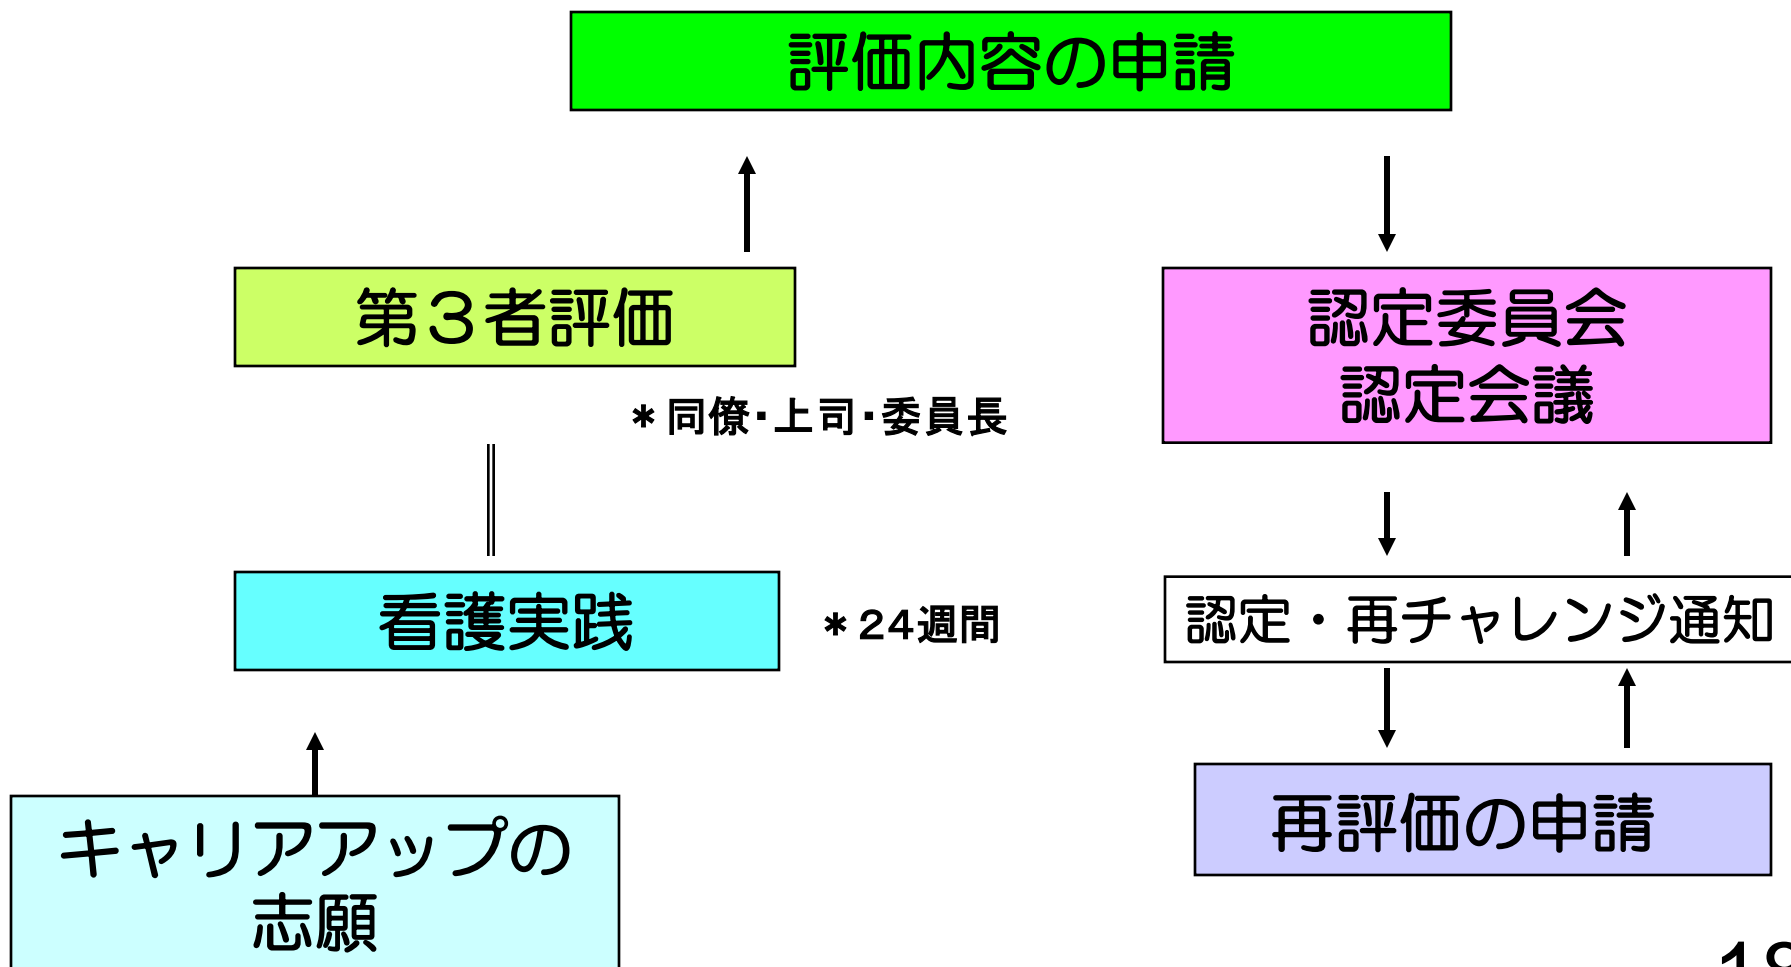 評価内容の申請
第３者評価
＊同僚・上司・委員長
看護実践
＊24週間
キャリアアップの
志願
認定委員会
認定会議
認定・再チャレンジ通知
再評価の申請